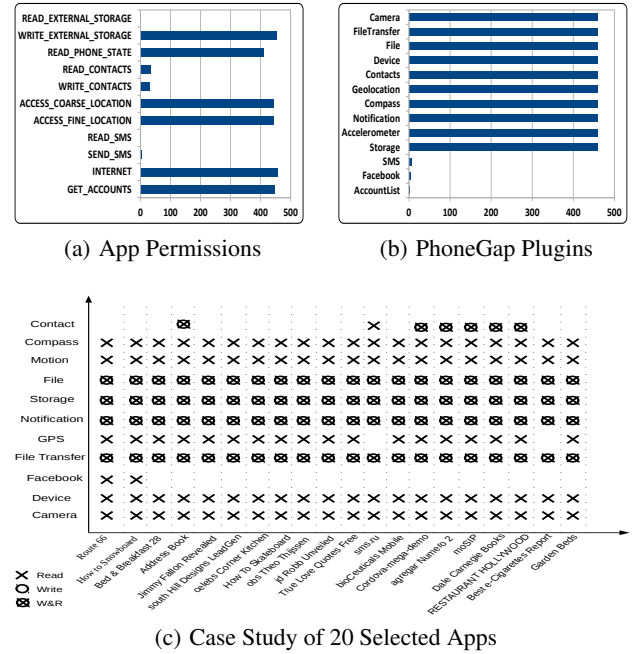 READ_EXTERNAL_STORAGE
WRITE_EXTERNAL_STORAGE
READ_PHONE_STATE
READ_CONTACTS
WRITE_CONTACTS
ACCESS_COARSE_LOCATION
ACCESS_FINE_LOCATION
READ_SMS
SEND_SMS
INTERNET
GET_ACCOUNTS
0 100 200 300 400 500
(a) App Permissions
Camera
FileTransfer
File
Device
Contacts
Geolocation
Compass
Notification
Accelerometer
Storage
SMS
Facebook
AccountList
0 100 200 300 400 500
(b) PhoneGap Plugins
Contact
Compass
Motion
File
Storage
Notification
GPS
File Transfer
Facebook
Device
Camera
Route 66
How to Snowboard
Bed & Breakfast 28
Address Book
Jimmy Fallon Revealed
south Hill Designs LeadGen
celebs Corner Kitchen
How To Skateboard
obs Theo Thijssen
jd Robb Unveiled
True Love Quotes Free
sms.ru
bioCeuticals Mobile
Cordova-mega-demo
agregar Numero 2
moSIP
Dale Carnegie Books
RESTAURANT HOLLYWOOD
Best e-Cigarettes Report
Garden Beds
Read
Write
W&R
(c) Case Study of 20 Selected Apps